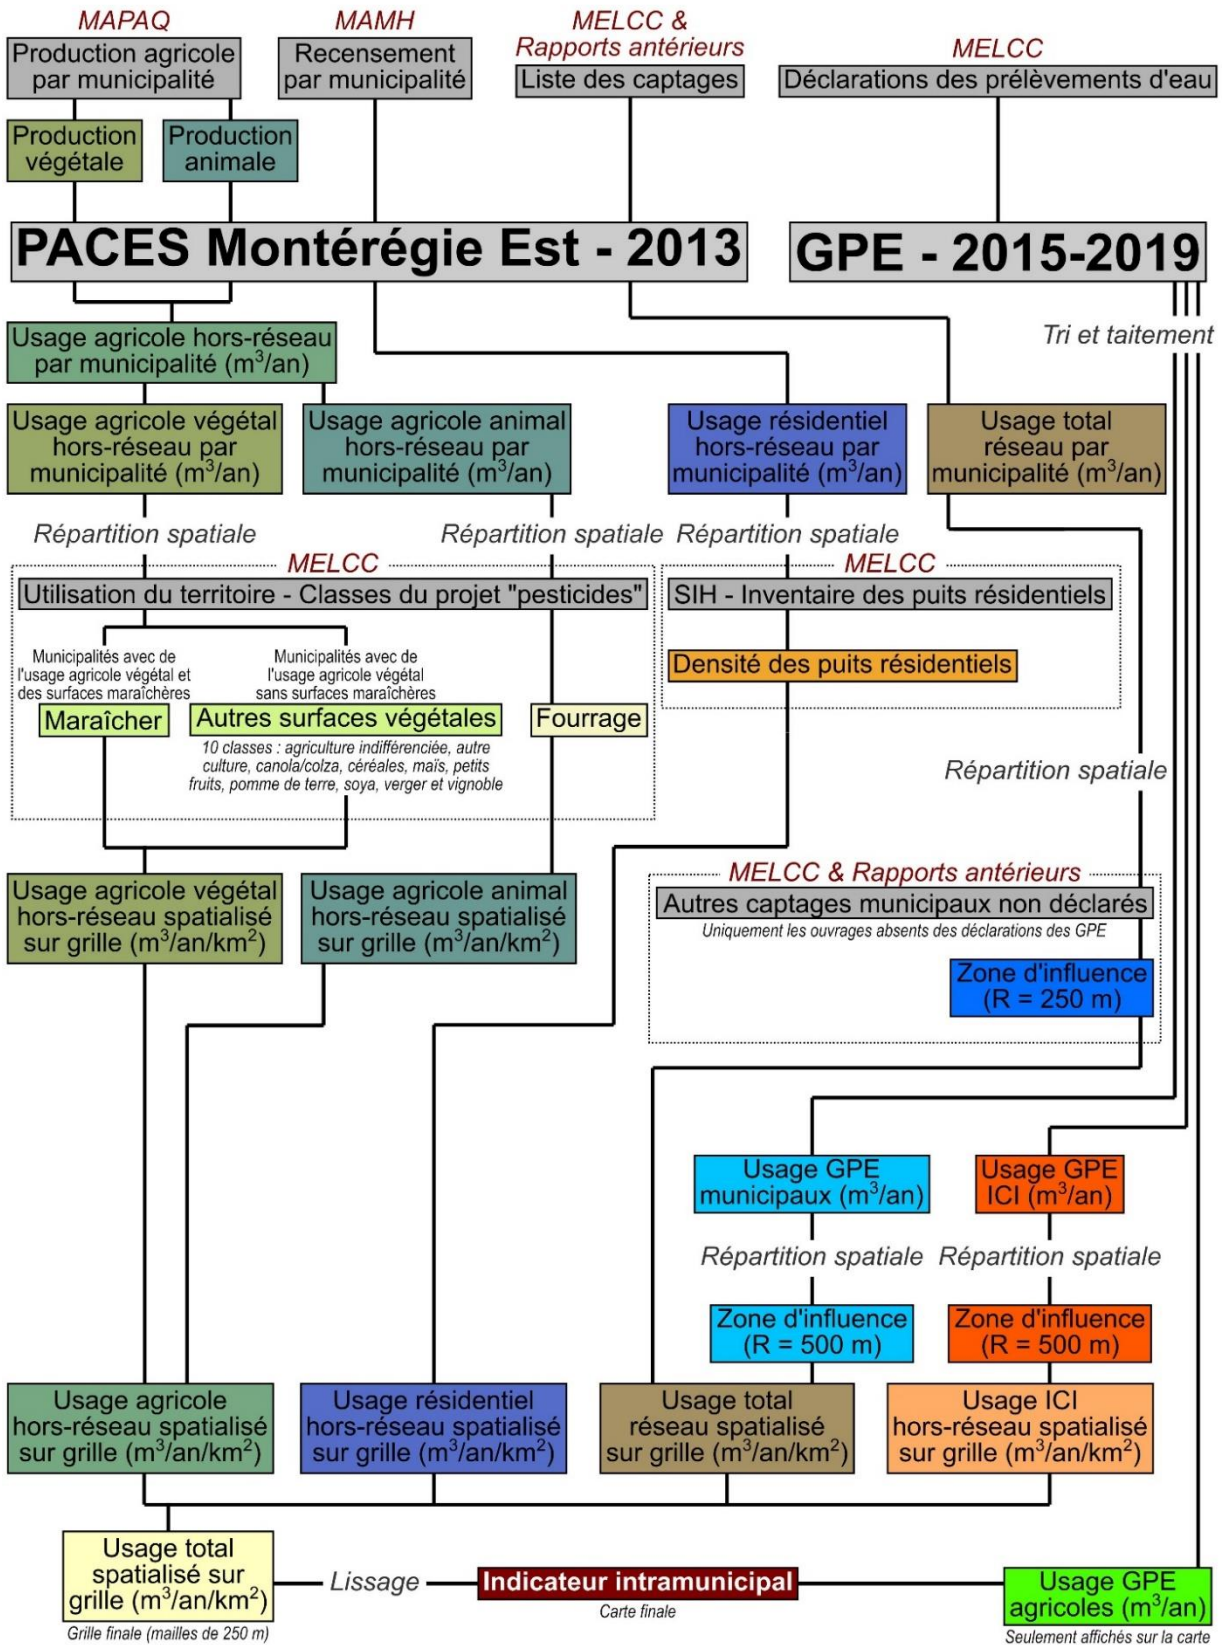 MAPAQ
Production agricole
par municipalité
MAMH
Recensement
par municipalité
MELCC &
Rapports antérieurs
Liste des captages
MELCC
Déclarations des prélèvements d'eau
Production
végétale
Production
animale
PACES Montérégie Est - 2013
GPE - 2015-2019
Tri et taitement
Usage agricole hors-réseau
par municipalité (m³/an)
Usage agricole végétal
hors-réseau par
municipalité (m³/an)
Usage agricole animal
hors-réseau par
municipalité (m³/an)
Usage résidentiel
hors-réseau par
municipalité (m³/an)
Usage total
réseau par
municipalité (m³/an)
Répartition spatiale
Répartition spatiale
Répartition spatiale
MELCC
Utilisation du territoire - Classes du projet "pesticides"
Municipalités avec de
l'usage agricole végétal et
des surfaces maraîchères
Maraîcher
Municipalités avec de
l'usage agricole végétal
sans surfaces maraîchères
Autres surfaces végétales
10 classes : agriculture indifférenciée, autre
culture, canola/colza, céréales, maïs, petits
fruits, pomme de terre, soya, verger et vignoble
Fourrage
MELCC
SIH - Inventaire des puits résidentiels
Densité des puits résidentiels
Répartition spatiale
Usage agricole végétal
hors-réseau spatialisé
sur grille (m³/an/km²)
Usage agricole animal
hors-réseau spatialisé
sur grille (m³/an/km²)
MELCC & Rapports antérieurs
Autres captages municipaux non déclarés
Uniquement les ouvrages absents des déclarations des GPE
Zone d'influence
(R = 250 m)
Usage GPE
municipaux (m³/an)
Usage GPE
ICI (m³/an)
Répartition spatiale
Répartition spatiale
Zone d'influence
(R = 500 m)
Zone d'influence
(R = 500 m)
Usage agricole
hors-réseau spatialisé
sur grille (m³/an/km²)
Usage résidentiel
hors-réseau spatialisé
sur grille (m³/an/km²)
Usage total
réseau spatialisé
sur grille (m³/an/km²)
Usage ICI
hors-réseau spatialisé
sur grille (m³/an/km²)
Usage total
spatialisé sur
grille (m³/an/km²)
Grille finale (mailles de 250 m)
Lissage
Indicateur intramunicipal
Carte finale
Usage GPE
agricoles (m³/an)
Seulement affichés sur la carte